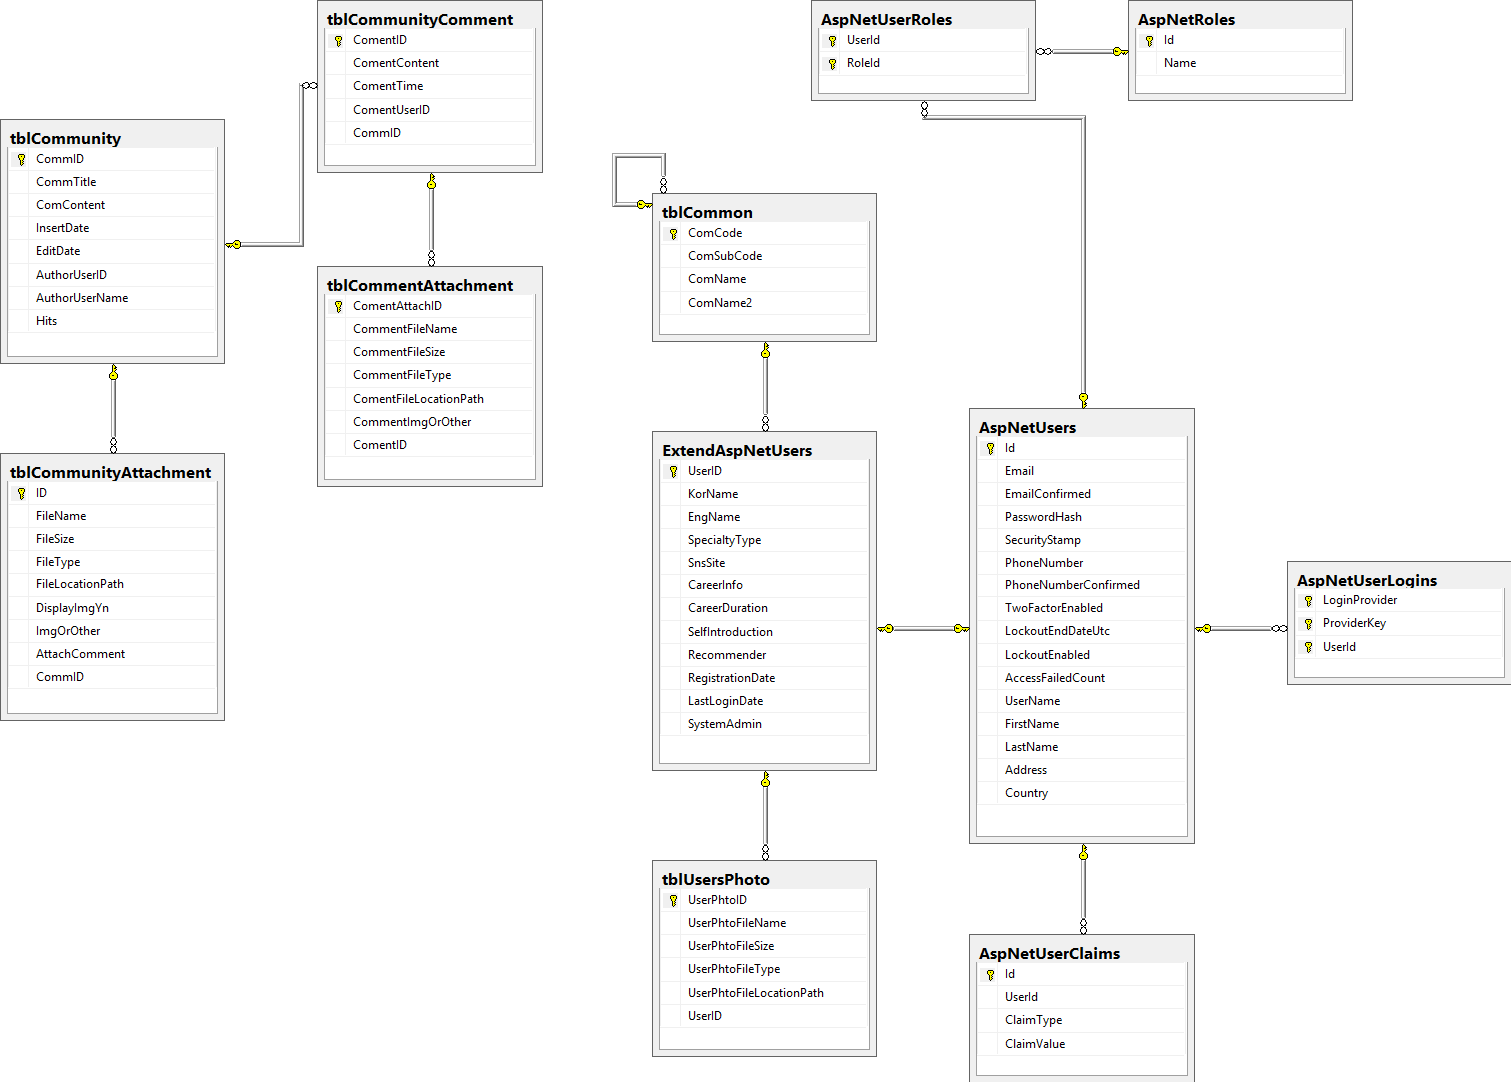 tblCommunityComment
ComentID
ComentContent
ComentTime
ComentUserID
CommID
AspNetUserRoles
UserId
RoleId
AspNetRoles
Id
Name
tblCommunity
CommID
CommTitle
ComContent
InsertDate
EditDate
AuthorUserID
AuthorUserName
Hits
tblCommon
ComCode
ComSubCode
ComName
ComName2
tblCommentAttachment
ComentAttachID
CommentFileName
CommentFileSize
CommentFileType
ComentFileLocationPath
CommentImgOrOther
ComentID
tblCommunityAttachment
ID
FileName
FileSize
FileType
FileLocationPath
DisplayImgYn
ImgOrOther
AttachComment
CommID
ExtendAspNetUsers
UserID
KorName
EngName
SpecialtyType
SnsSite
CareerInfo
CareerDuration
SelfIntroduction
Recommender
RegistrationDate
LastLoginDate
SystemAdmin
AspNetUsers
Id
Email
EmailConfirmed
PasswordHash
SecurityStamp
PhoneNumber
PhoneNumberConfirmed
TwoFactorEnabled
LockoutEndDateUtc
LockoutEnabled
AccessFailedCount
UserName
FirstName
LastName
Address
Country
AspNetUserLogins
LoginProvider
ProviderKey
UserId
tblUsersPhoto
UserPhtoID
UserPhtoFileName
UserPhtoFileSize
UserPhtoFileType
UserPhtoFileLocationPath
UserID
AspNetUserClaims
Id
UserId
ClaimType
ClaimValue